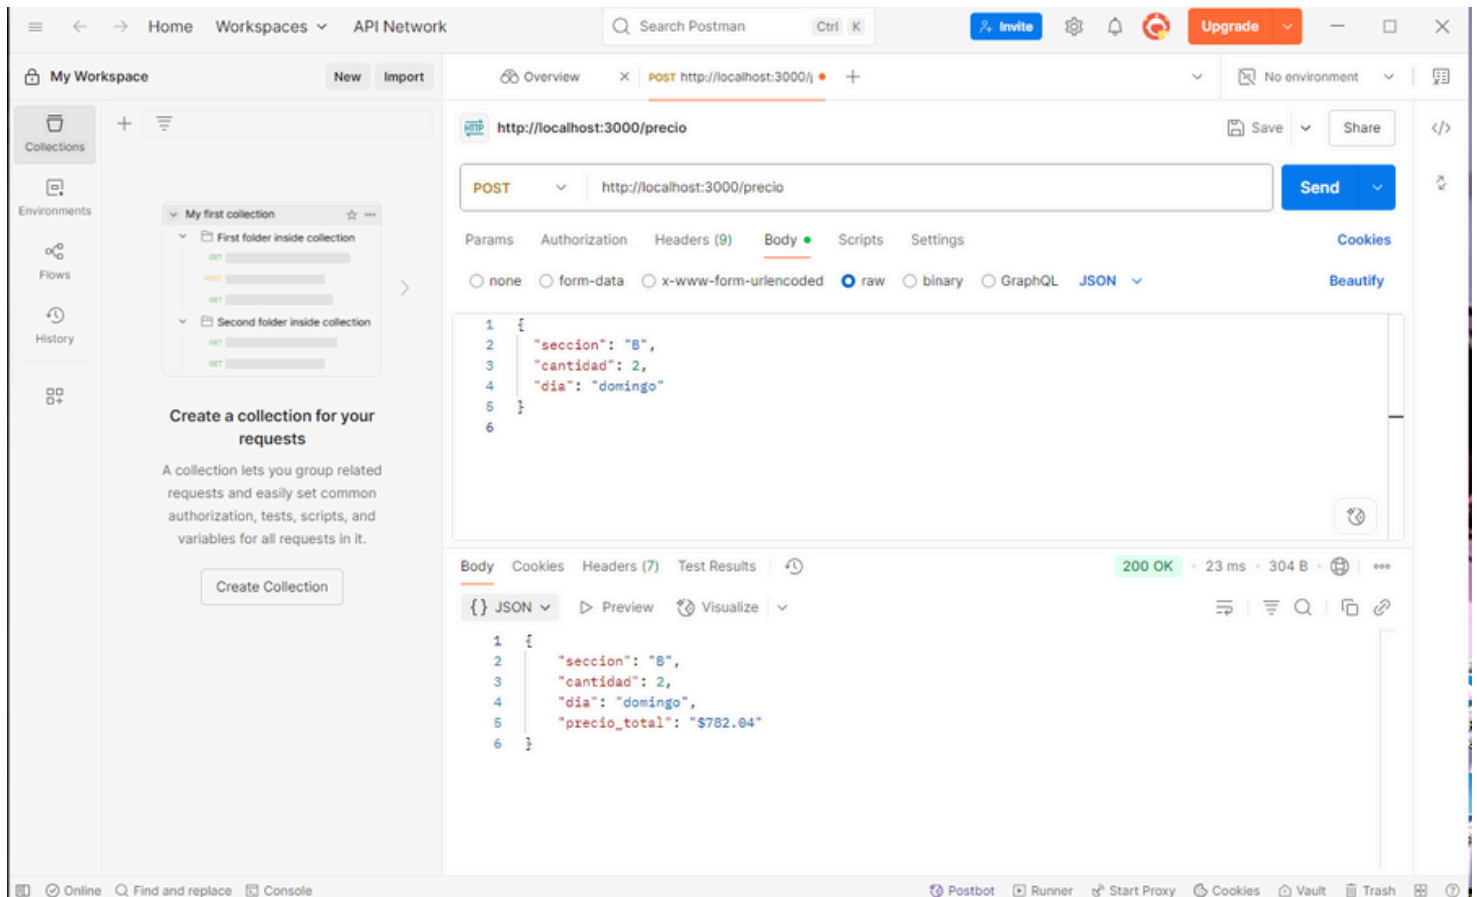 Home Workspaces API Network Search Postman Ctrl K Invite Upgrade
My Workspace New Import Overview POST http://localhost:3000/p No environment
Collections
Environments
Flows
History
My first collection
First folder inside collection
GET
POST
GET
Second folder inside collection
GET
GET
Create a collection for your
requests
A collection lets you group related
requests and easily set common
authorization, tests, scripts, and
variables for all requests in it.
Create Collection
HTTP http://localhost:3000/precio Save Share
POST http://localhost:3000/precio Send
Params Authorization Headers (9) Body Scripts Settings Cookies
none form-data x-www-form-urlencoded raw binary GraphQL JSON Beautify
1 {
2 "seccion": "B",
3 "cantidad": 2,
4 "dia": "domingo"
5 }
6
Body Cookies Headers (7) Test Results 200 OK 23 ms 304 B
{} JSON Preview Visualize
1 {
2 "seccion": "B",
3 "cantidad": 2,
4 "dia": "domingo",
5 "precio_total": "$782.04"
6 }
Online Find and replace Console Postbot Runner Start Proxy Cookies Vault Trash